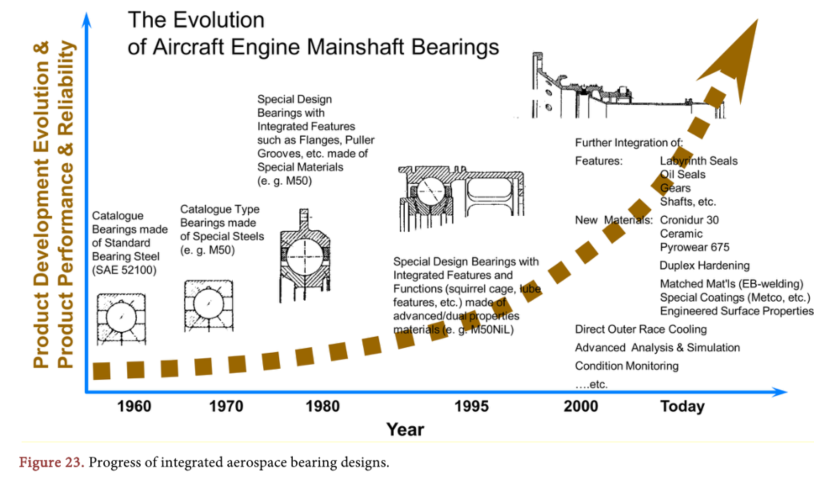 The Evolution
of Aircraft Engine Mainshaft Bearings
Product Development Evolution &
Product Performance & Reliability
Catalogue
Bearings made
of Standard
Bearing Steel
(SAE 52100)
Catalogue Type
Bearings made
of Special Steels
(e. g. M50)
Special Design
Bearings with
Integrated Features
such as Flanges, Puller
Grooves, etc. made of
Special Materials
(e. g. M50)
Special Design Bearings with
Integrated Features and
Functions (squirrel cage, lube
features, etc.) made of
advanced/dual properties
materials (e. g. M50NiL)
Further Integration of:
Features: Labyrinth Seals
Oil Seals
Gears
Shafts, etc.
New Materials: Cronidur 30
Ceramic
Pyrowear 675
Duplex Hardening
Matched Mat'ls (EB-welding)
Special Coatings (Metco, etc.)
Engineered Surface Properties
Direct Outer Race Cooling
Advanced Analysis & Simulation
Condition Monitoring
....etc.
1960 1970 1980 1995 2000 Today
Year
Figure 23. Progress of integrated aerospace bearing designs.